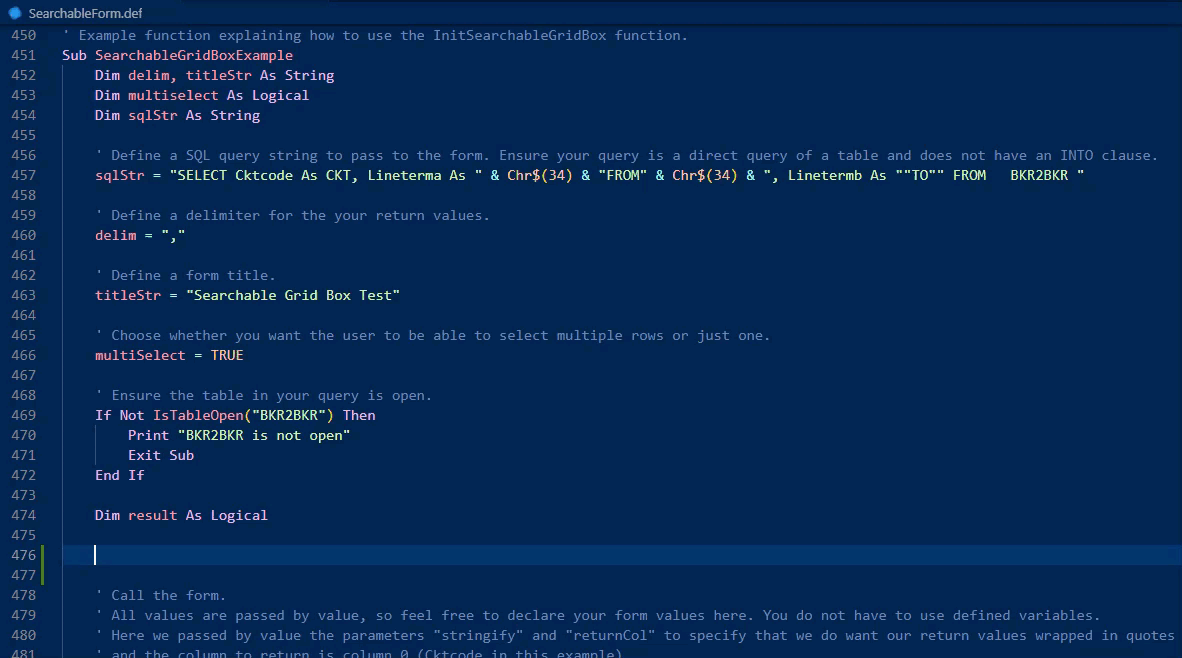 SearchableForm.def
450 ' Example function explaining how to use the InitSearchableGridBox function.
451 Sub SearchableGridBoxExample
452 Dim delim, titleStr As String
453 Dim multiselect As Logical
454 Dim sqlStr As String
455
456 ' Define a SQL query string to pass to the form. Ensure your query is a direct query of a table and does not have an INTO clause.
457 sqlStr = "SELECT Cktcode As CKT, Lineterma As " & Chr$(34) & "FROM" & Chr$(34) & ", Linetermb As ""TO"" FROM   BKR2BKR "
458
459 ' Define a delimiter for the your return values.
460 delim = ","
461
462 ' Define a form title.
463 titleStr = "Searchable Grid Box Test"
464
465 ' Choose whether you want the user to be able to select multiple rows or just one.
466 multiSelect = TRUE
467
468 ' Ensure the table in your query is open.
469 If Not IsTableOpen("BKR2BKR") Then
470 Print "BKR2BKR is not open"
471 Exit Sub
472 End If
473
474 Dim result As Logical
475
476
477
478 ' Call the form.
479 ' All values are passed by value, so feel free to declare your form values here. You do not have to use defined variables.
480 ' Here we passed by value the parameters "stringify" and "returnCol" to specify that we do want our return values wrapped in quotes
481 ' and the column to return is column 0 (Cktcode in this example)